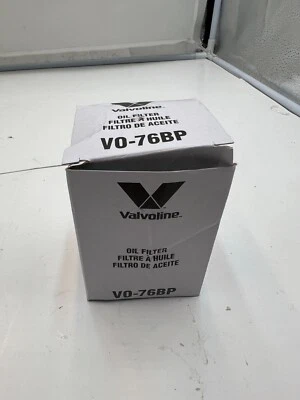 Valvoline
OIL FILTER
FILTRE À HUILE
FILTRO DE ACEITE
VO-76BP
Valvoline
OIL FILTER
FILTRE À HUILE
FILTRO DE ACEITE
VO-76BP